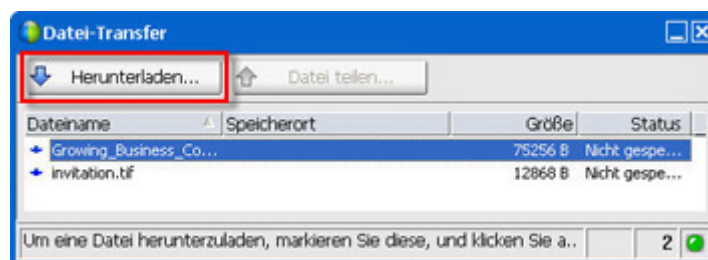 Datei-Transfer
Herunterladen... Datei teilen...
Dateiname Speicherort Größe Status
Growing_Business_Co... 75256 B Nicht gespe...
invitation.tif 12868 B Nicht gespe...
Um eine Datei herunterzuladen, markieren Sie diese, und klicken Sie a.. 2